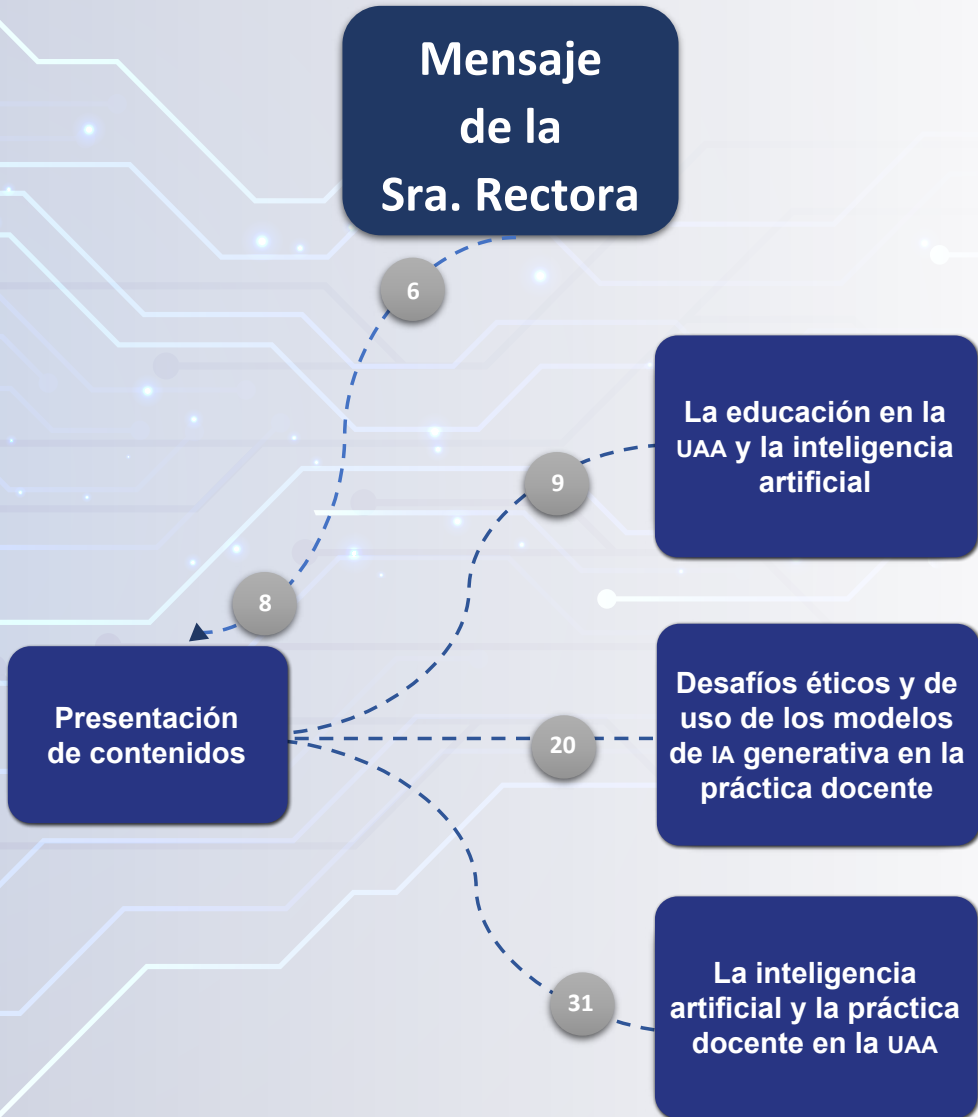 Mensaje
de la
Sra. Rectora
6
8
Presentación
de contenidos
9
La educación en la
UAA y la inteligencia
artificial
20
Desafíos éticos y de
uso de los modelos
de IA generativa en la
práctica docente
31
La inteligencia
artificial y la práctica
docente en la UAA